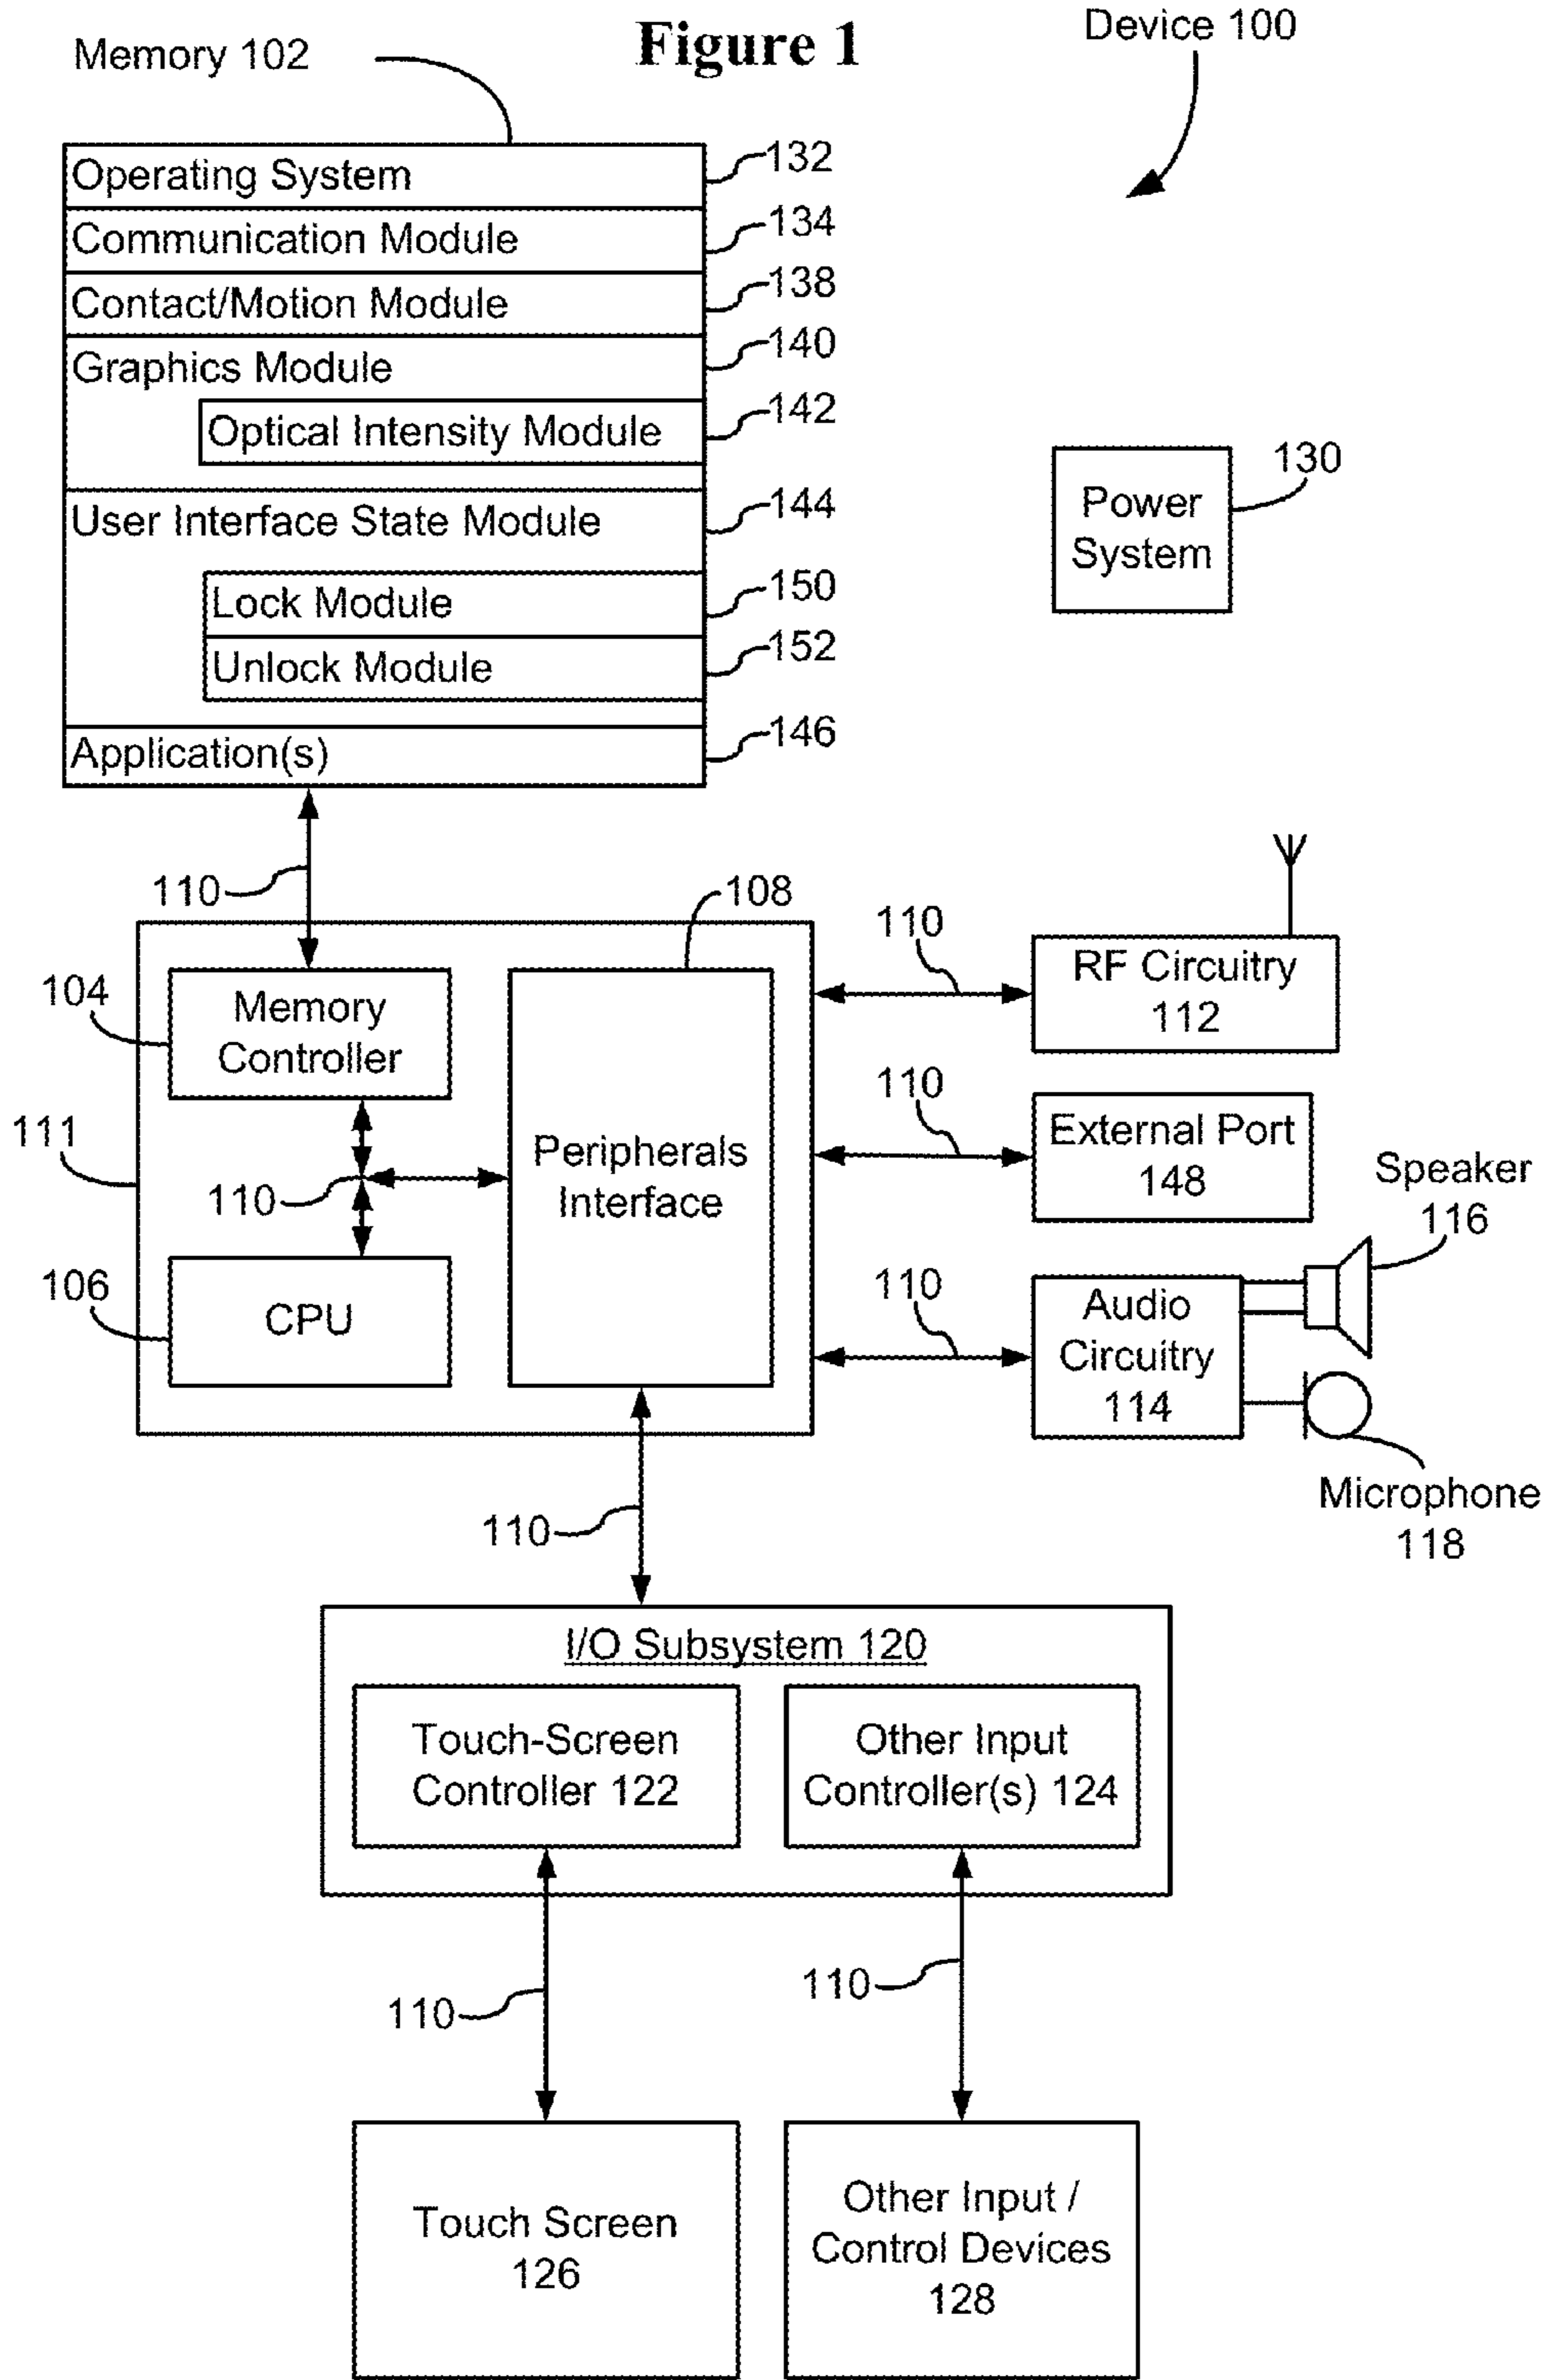 Figure 1
Device 100
Memory 102
Operating System
132
Communication Module
134
Contact/Motion Module
138
Graphics Module
140
Optical Intensity Module
142
User Interface State Module
144
Lock Module
150
Unlock Module
152
Application(s)
146
Power
System
130
110
108
104
Memory
Controller
111
110
Peripherals
Interface
106
CPU
110
RF Circuitry
112
110
External Port
148
Speaker
116
110
Audio
Circuitry
114
Microphone
118
110
I/O Subsystem 120
Touch-Screen
Controller 122
Other Input
Controller(s) 124
110
110
Touch Screen
126
Other Input /
Control Devices
128